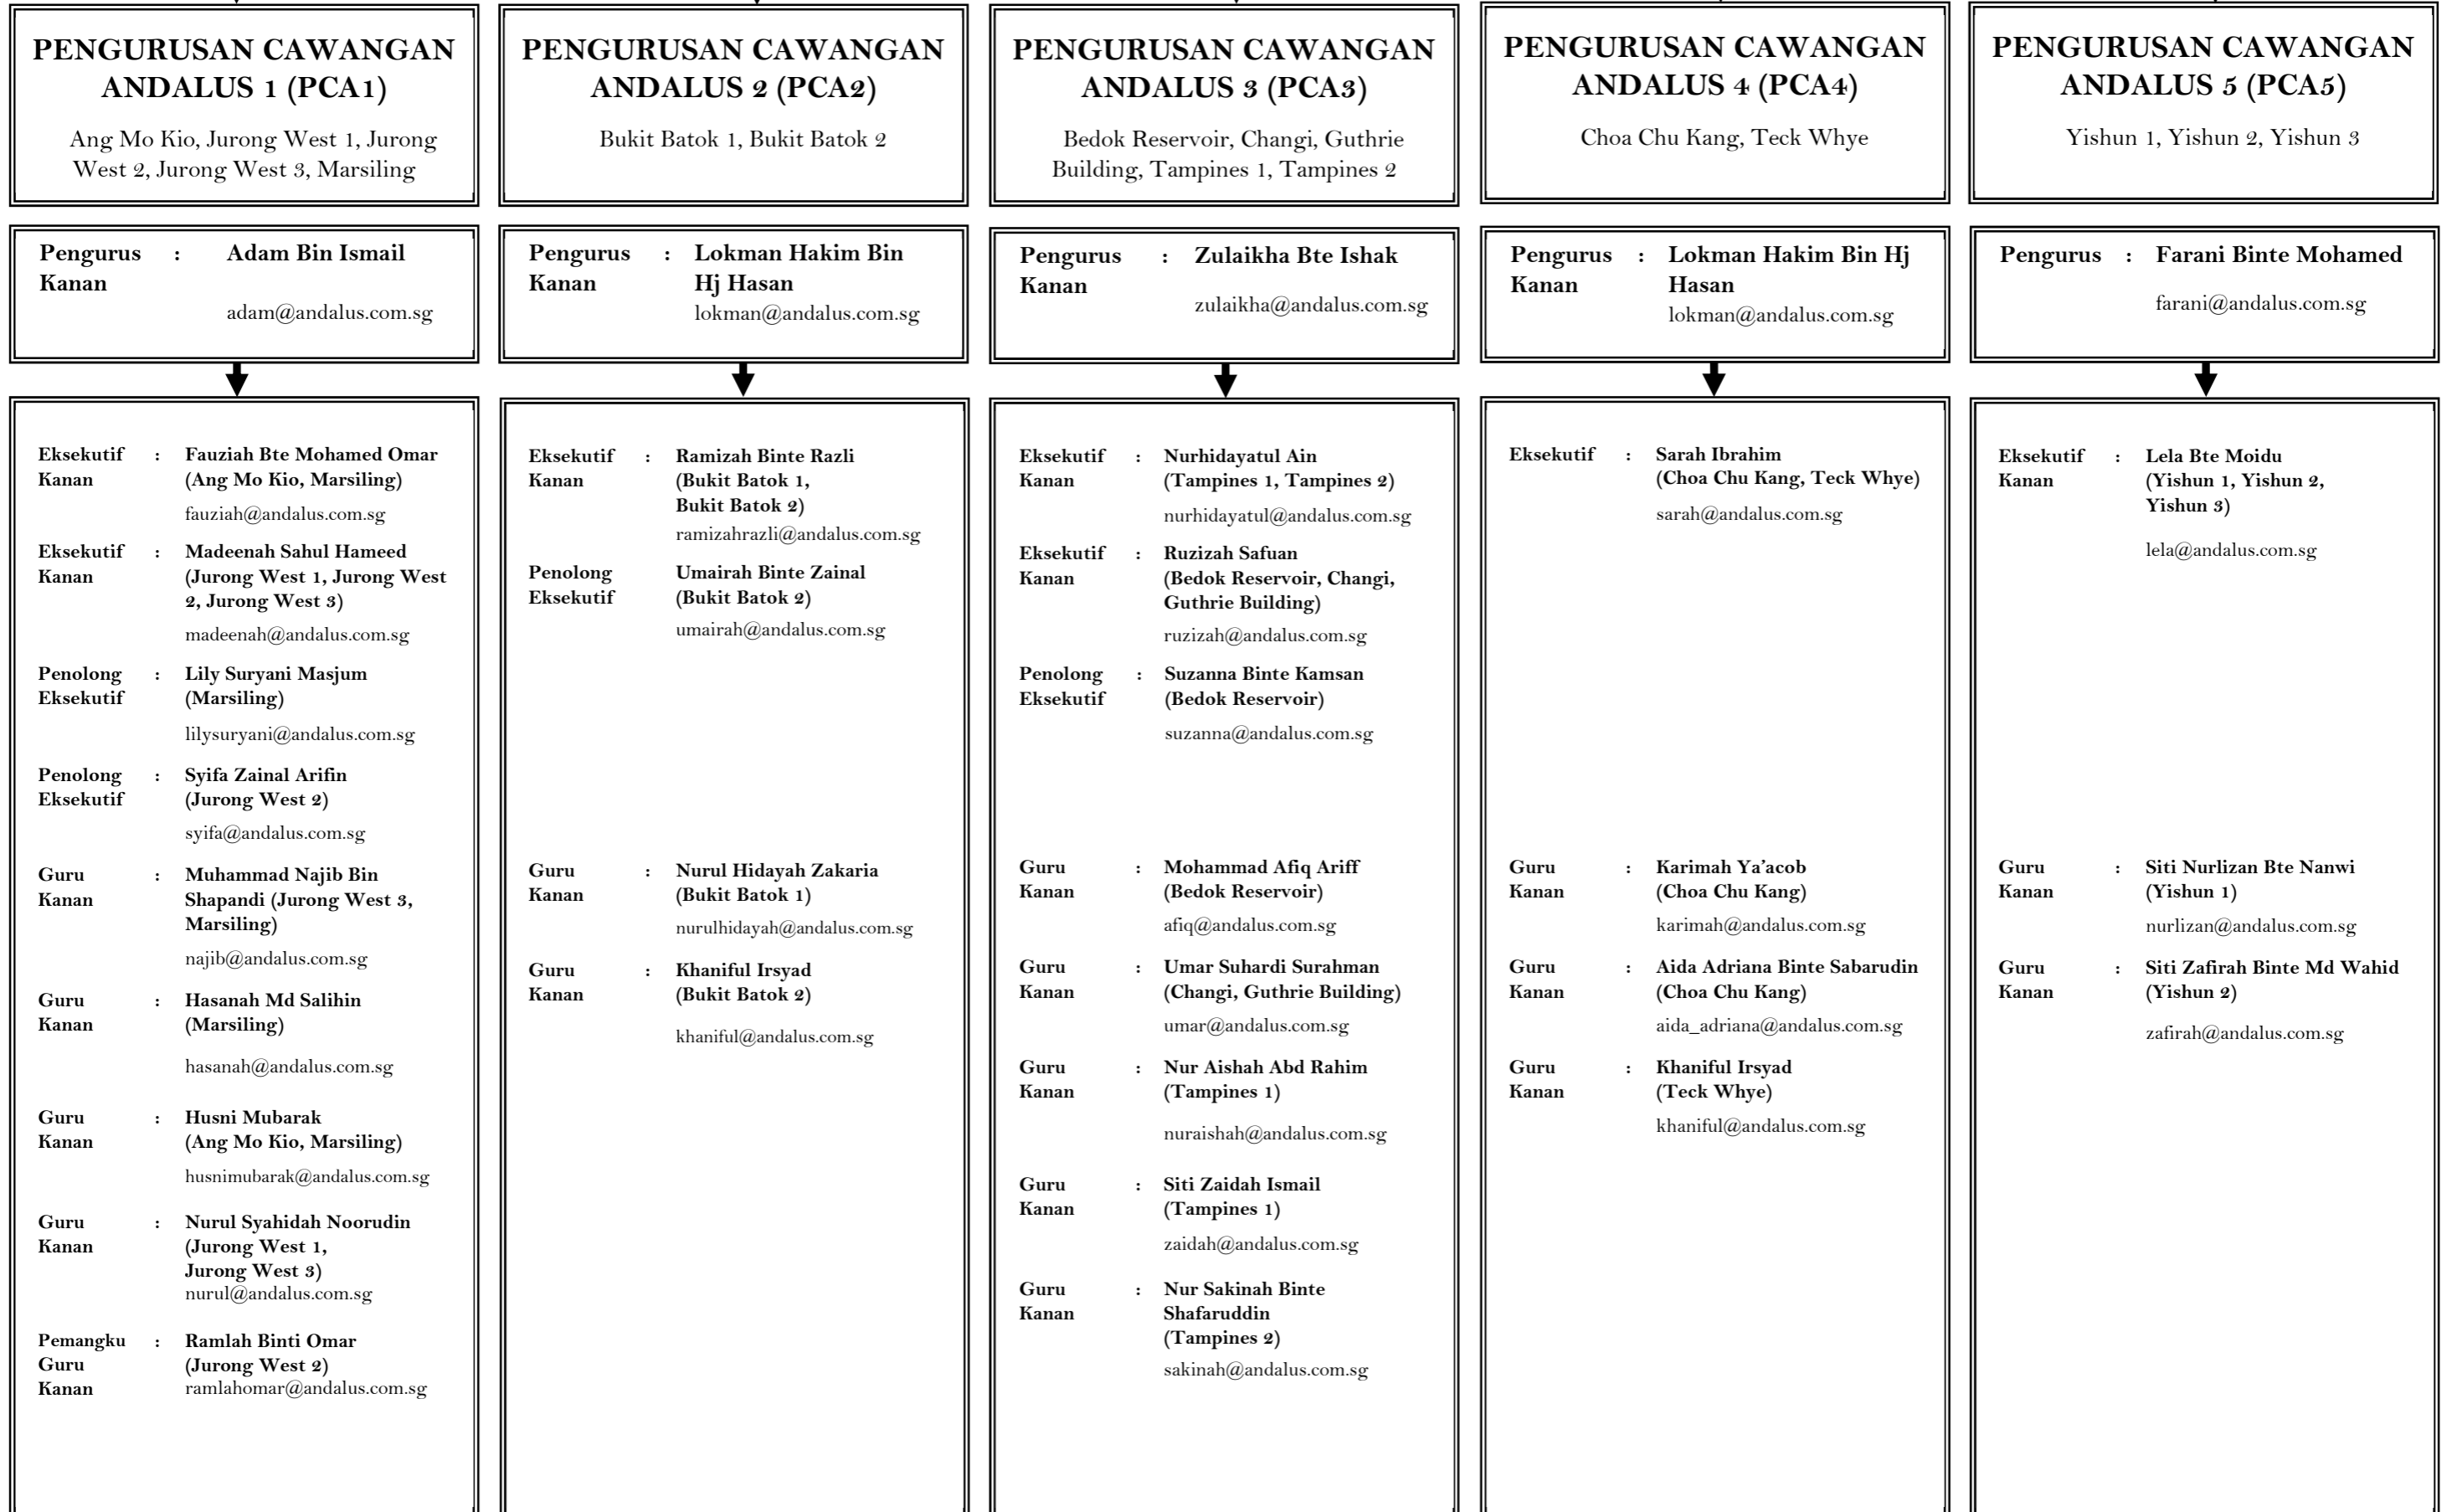 PENGURUSAN CAWANGAN
ANDALUS 1 (PCA1)
Ang Mo Kio, Jurong West 1, Jurong
West 2, Jurong West 3, Marsiling
Pengurus : Adam Bin Ismail
Kanan
adam@andalus.com.sg
Eksekutif : Fauziah Bte Mohamed Omar
Kanan (Ang Mo Kio, Marsiling)
fauziah@andalus.com.sg
Eksekutif : Madeenah Sahul Hameed
Kanan (Jurong West 1, Jurong West
2, Jurong West 3)
madeenah@andalus.com.sg
Penolong : Lily Suryani Masjum
Eksekutif (Marsiling)
lilysuryani@andalus.com.sg
Penolong : Syifa Zainal Arifin
Eksekutif (Jurong West 2)
syifa@andalus.com.sg
Guru : Muhammad Najib Bin
Kanan Shapandi (Jurong West 3,
Marsiling)
najib@andalus.com.sg
Guru : Hasanah Md Salihin
Kanan (Marsiling)
hasanah@andalus.com.sg
Guru : Husni Mubarak
Kanan (Ang Mo Kio, Marsiling)
husnimubarak@andalus.com.sg
Guru : Nurul Syahidah Noorudin
Kanan (Jurong West 1,
Jurong West 3)
nurul@andalus.com.sg
Pemangku : Ramlah Binti Omar
Guru (Jurong West 2)
Kanan ramlahomar@andalus.com.sg
PENGURUSAN CAWANGAN
ANDALUS 2 (PCA2)
Bukit Batok 1, Bukit Batok 2
Pengurus : Lokman Hakim Bin
Kanan Hj Hasan
lokman@andalus.com.sg
Eksekutif : Ramizah Binte Razli
Kanan (Bukit Batok 1,
Bukit Batok 2)
ramizahrazli@andalus.com.sg
Penolong Umairah Binte Zainal
Eksekutif (Bukit Batok 2)
umairah@andalus.com.sg
Guru : Nurul Hidayah Zakaria
Kanan (Bukit Batok 1)
nurulhidayah@andalus.com.sg
Guru : Khaniful Irsyad
Kanan (Bukit Batok 2)
khaniful@andalus.com.sg
PENGURUSAN CAWANGAN
ANDALUS 3 (PCA3)
Bedok Reservoir, Changi, Guthrie
Building, Tampines 1, Tampines 2
Pengurus : Zulaikha Bte Ishak
Kanan
zulaikha@andalus.com.sg
Eksekutif : Nurhidayatul Ain
Kanan (Tampines 1, Tampines 2)
nurhidayatul@andalus.com.sg
Eksekutif : Ruzizah Safuan
Kanan (Bedok Reservoir, Changi,
Guthrie Building)
ruzizah@andalus.com.sg
Penolong : Suzanna Binte Kamsan
Eksekutif (Bedok Reservoir)
suzanna@andalus.com.sg
Guru : Mohammad Afiq Ariff
Kanan (Bedok Reservoir)
afiq@andalus.com.sg
Guru : Umar Suhardi Surahman
Kanan (Changi, Guthrie Building)
umar@andalus.com.sg
Guru : Nur Aishah Abd Rahim
Kanan (Tampines 1)
nuraishah@andalus.com.sg
Guru : Siti Zaidah Ismail
Kanan (Tampines 1)
zaidah@andalus.com.sg
Guru : Nur Sakinah Binte
Kanan Shafaruddin
(Tampines 2)
sakinah@andalus.com.sg
PENGURUSAN CAWANGAN
ANDALUS 4 (PCA4)
Choa Chu Kang, Teck Whye
Pengurus : Lokman Hakim Bin Hj
Kanan Hasan
lokman@andalus.com.sg
Eksekutif : Sarah Ibrahim
(Choa Chu Kang, Teck Whye)
sarah@andalus.com.sg
Guru : Karimah Ya’acob
Kanan (Choa Chu Kang)
karimah@andalus.com.sg
Guru : Aida Adriana Binte Sabarudin
Kanan (Choa Chu Kang)
aida_adriana@andalus.com.sg
Guru : Khaniful Irsyad
Kanan (Teck Whye)
khaniful@andalus.com.sg
PENGURUSAN CAWANGAN
ANDALUS 5 (PCA5)
Yishun 1, Yishun 2, Yishun 3
Pengurus : Farani Binte Mohamed
farani@andalus.com.sg
Eksekutif : Lela Bte Moidu
Kanan (Yishun 1, Yishun 2,
Yishun 3)
lela@andalus.com.sg
Guru : Siti Nurlizan Bte Nanwi
Kanan (Yishun 1)
nurlizan@andalus.com.sg
Guru : Siti Zafirah Binte Md Wahid
Kanan (Yishun 2)
zafirah@andalus.com.sg